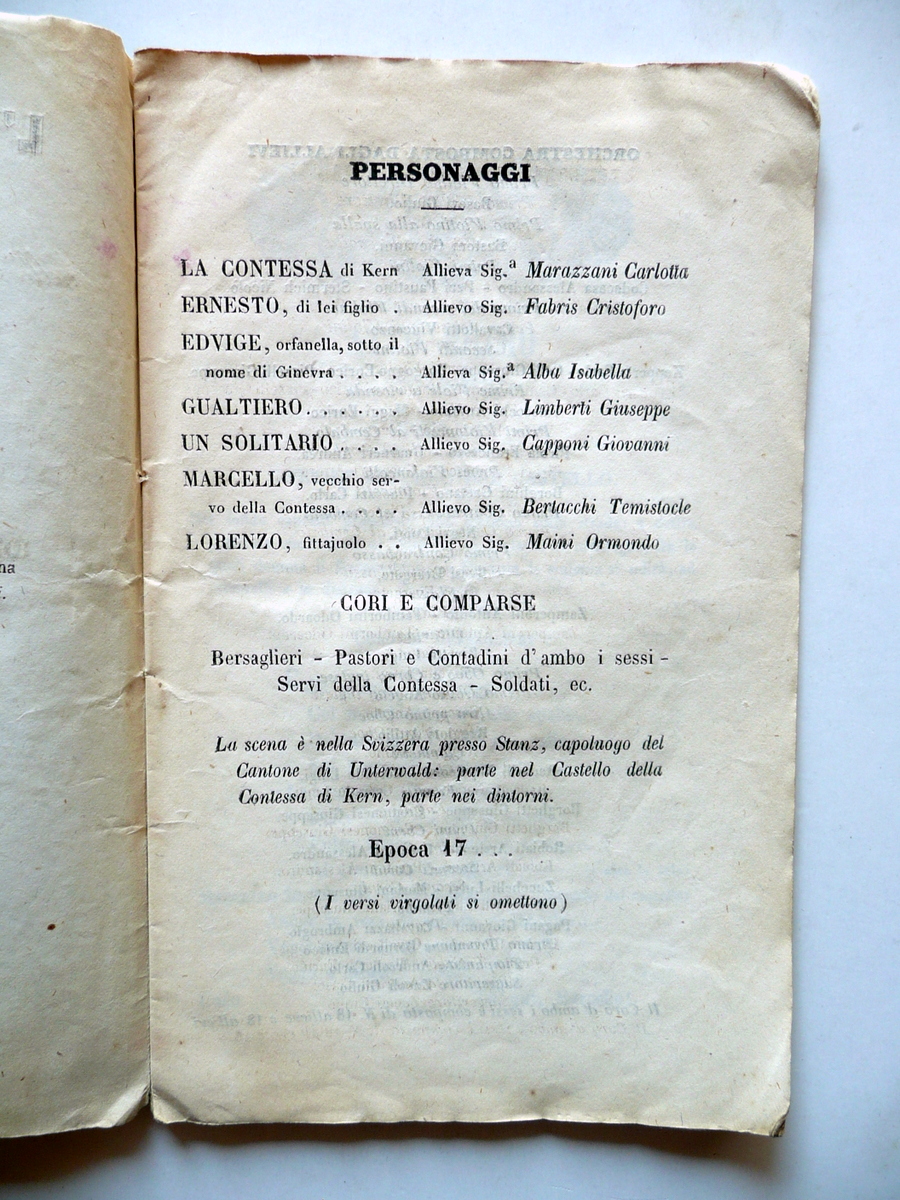 PERSONAGGI
LA CONTESSA di Kern Allieva Sig.ª Marazzani Carlotta
ERNESTO, di lei figlio . Allievo Sig. Fabris Cristoforo
EDVIGE, orfanella, sotto il
nome di Ginevra . . . . Allieva Sig.ª Alba Isabella
GUALTIERO . . . . . . Allievo Sig. Limberti Giuseppe
UN SOLITARIO . . . . Allievo Sig. Capponi Giovanni
MARCELLO, vecchio ser-
vo della Contessa . . . . Allievo Sig. Bertacchi Temistocle
LORENZO, fittajuolo . . Allievo Sig. Maini Ormondo
CORI E COMPARSE
Bersaglieri – Pastori e Contadini d'ambo i sessi –
Servi della Contessa – Soldati, ec.
La scena è nella Svizzera presso Stanz, capoluogo del
Cantone di Unterwald: parte nel Castello della
Contessa di Kern, parte nei dintorni.
Epoca 17 . . .
(I versi virgolati si omettono)